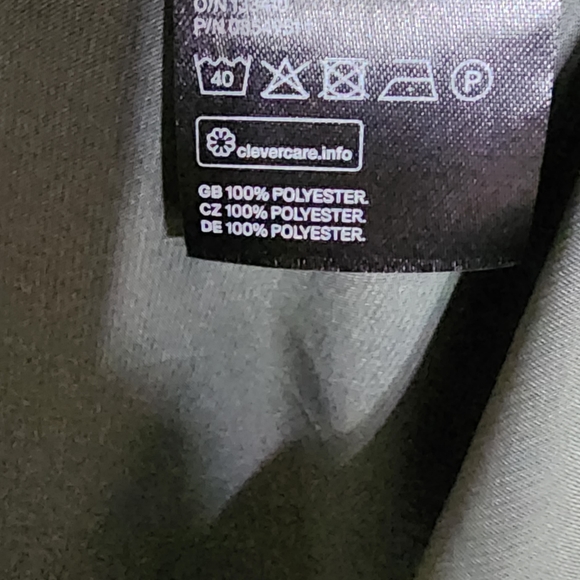 40
P
clevercare.info
GB 100% POLYESTER.
CZ 100% POLYESTER.
DE 100% POLYESTER.